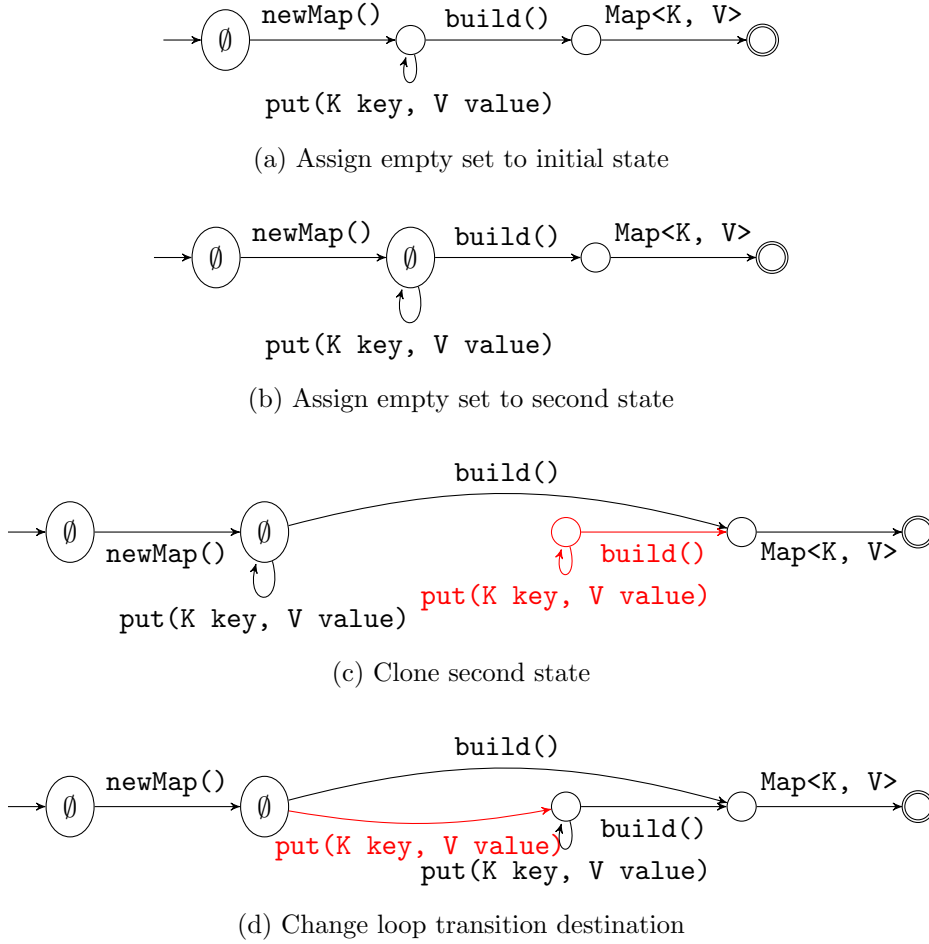 newMap() build() Map<K, V>
∅
put(K key, V value)
(a) Assign empty set to initial state
newMap() build() Map<K, V>
∅ ∅
put(K key, V value)
(b) Assign empty set to second state
build()
∅ ∅
newMap() build() Map<K, V>
put(K key, V value) put(K key, V value)
(c) Clone second state
build()
newMap() Map<K, V>
∅ ∅
build()
put(K key, V value)
put(K key, V value)
(d) Change loop transition destination